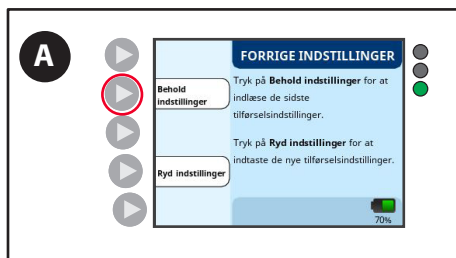 A
FORRIGE INDSTILLINGER
Behold
indstillinger
Tryk på Behold indstillinger for at
indlæse de sidste
tilførselsindstillinger.
Tryk på Ryd indstillinger for at
indtaste de nye tilførselsindstillinger.
Ryd indstillinger
70%